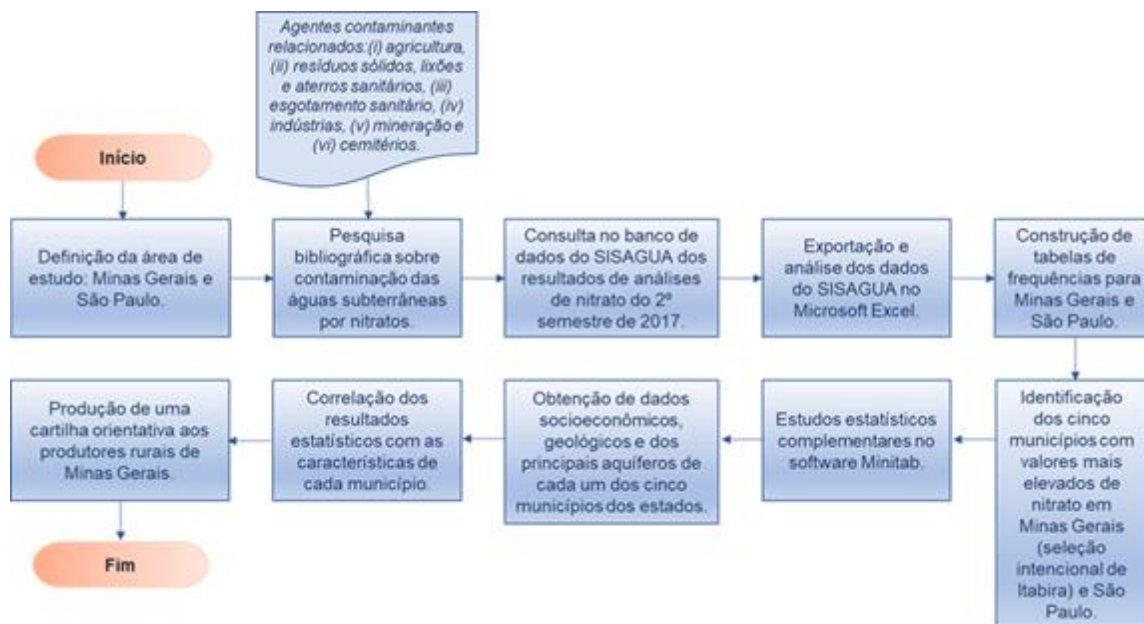 Agentes contaminantes
relacionados:(i) agricultura,
(ii) resíduos sólidos, lixões
e aterros sanitários, (iii)
esgotamento sanitário, (iv)
indústrias, (v) mineração e
(vi) cemitérios.
Início
Definição da área de
estudo: Minas Gerais e
São Paulo.
Pesquisa
bibliográfica sobre
contaminação das
águas subterrâneas
por nitratos.
Consulta no banco de
dados do SISAGUA dos
resultados de análises
de nitrato do 2º
semestre de 2017.
Exportação e
análise dos dados
do SISAGUA no
Microsoft Excel.
Construção de
tabelas de
frequências para
Minas Gerais e
São Paulo.
Identificação
dos cinco
municípios com
valores mais
elevados de
nitrato em
Minas Gerais
(seleção
intencional de
Itabira) e São
Paulo.
Estudos estatísticos
complementares no
software Minitab.
Obtenção de dados
socioeconômicos,
geológicos e dos
principais aquíferos de
cada um dos cinco
municípios dos estados.
Correlação dos
resultados
estatísticos com as
características de
cada município.
Produção de uma
cartilha orientativa aos
produtores rurais de
Minas Gerais.
Fim